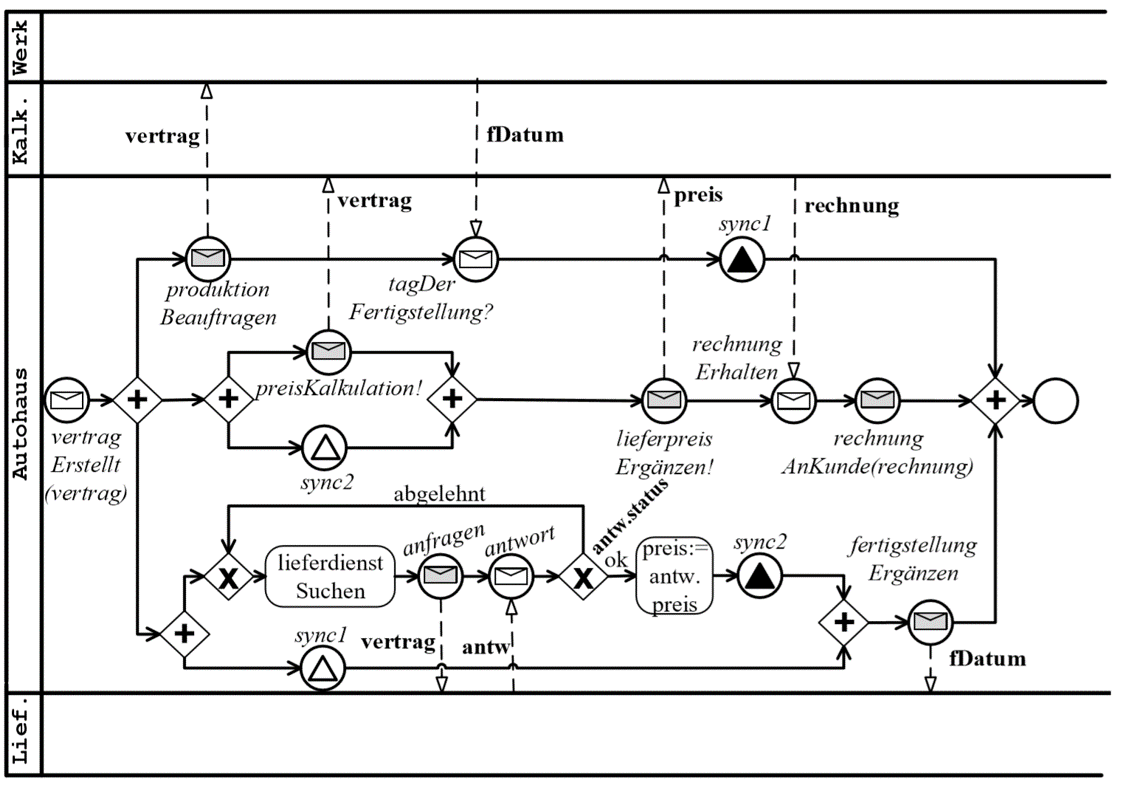 Werk
Kalk.
Autohaus
Lief.
vertrag
fDatum
vertrag
preis
rechnung
sync1
produktion
Beauftragen
tagDer
Fertigstellung?
rechnung
Erhalten
preisKalkulation!
vertrag
Erstellt
(vertrag)
lieferpreis
Ergänzen!
rechnung
AnKunde(rechnung)
sync2
abgelehnt
antw.status
anfragen
antwort
lieferdienst
Suchen
ok
preis:=
antw.
preis
sync2
fertigstellung
Ergänzen
sync1
vertrag
antw
fDatum